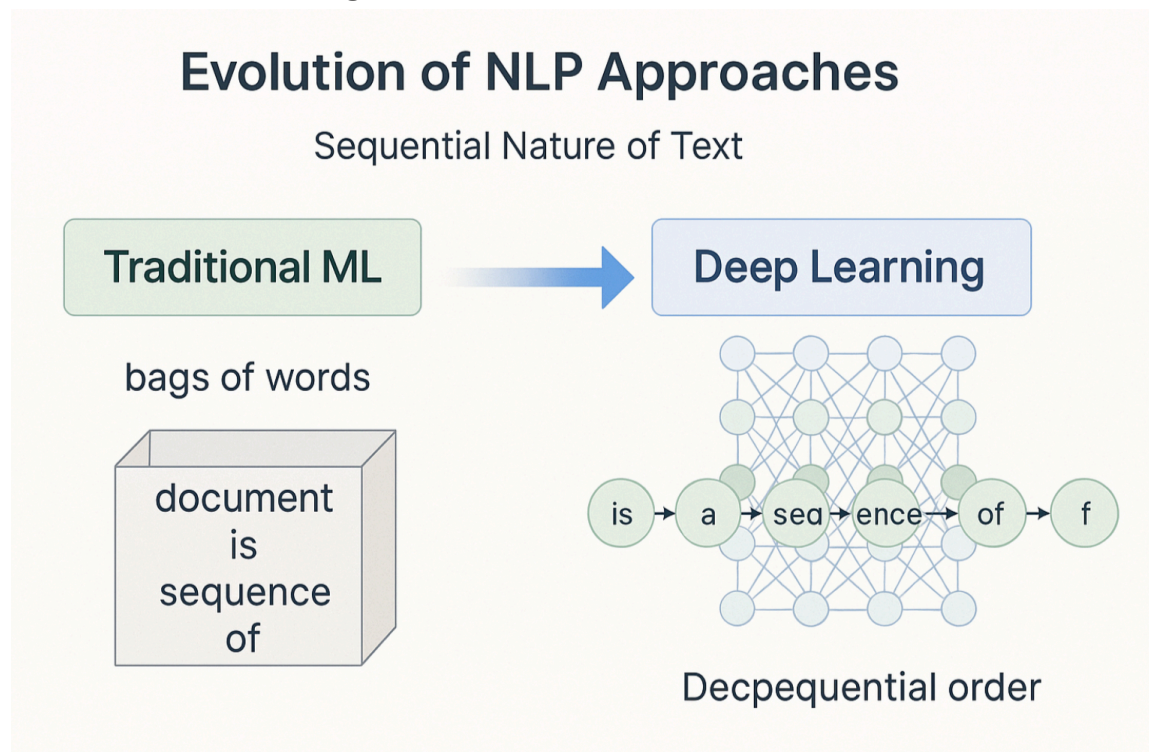 Evolution of NLP Approaches
Sequential Nature of Text
Traditional ML
Deep Learning
bags of words
document
is
sequence
of
is a seq ence of f
Decpequential order